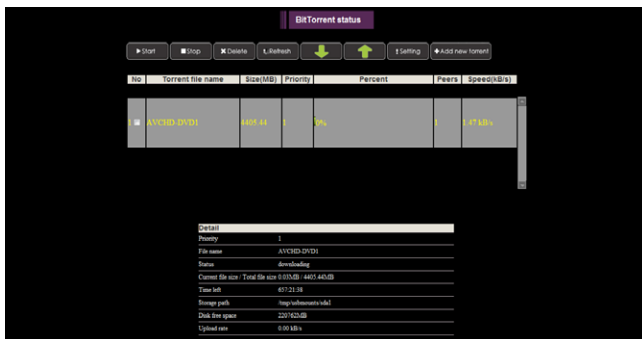 BitTorrent status
Start Stop Delete Refresh Setting Add new torrent
No Torrent file name Size(MB) Priority Percent Peers Speed(kB/s)
1 AVCHD-DVD1 4405.44 1 0% 1 1.47 kB/s
Detail
Priority 1
File name AVCHD-DVD1
Status downloading
Current file size / Total file size 0.03MB / 4405.44MB
Time left 657:21:38
Storage path /tmp/usbmounts/sda1
Disk free space 220762MB
Upload rate 0.00 kB/s